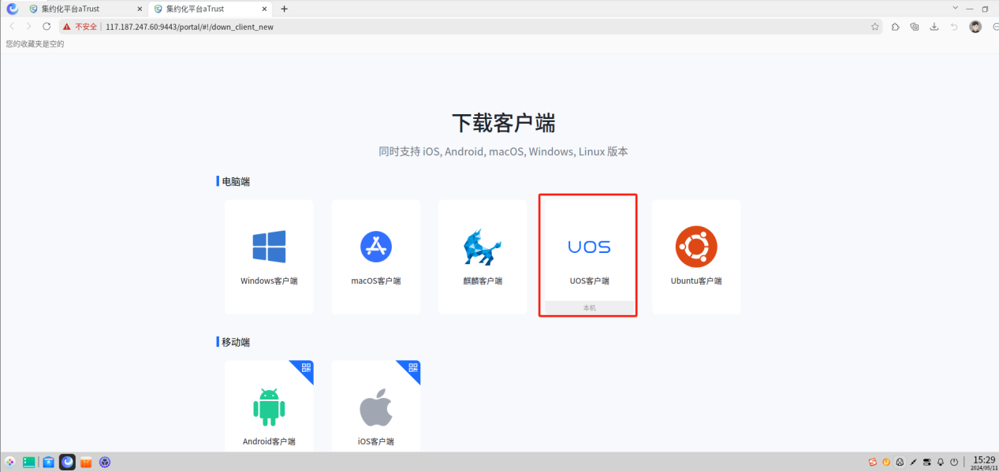 集约化平台aTrust
集约化平台aTrust
不安全 117.187.247.60:9443/portal/#!/down_client_new
您的收藏夹是空的
下载客户端
同时支持 iOS, Android, macOS, Windows, Linux 版本
电脑端
UOS
Windows客户端
macOS客户端
麒麟客户端
UOS客户端
Ubuntu客户端
本机
移动端
Android客户端
iOS客户端
15:29
2024/05/11